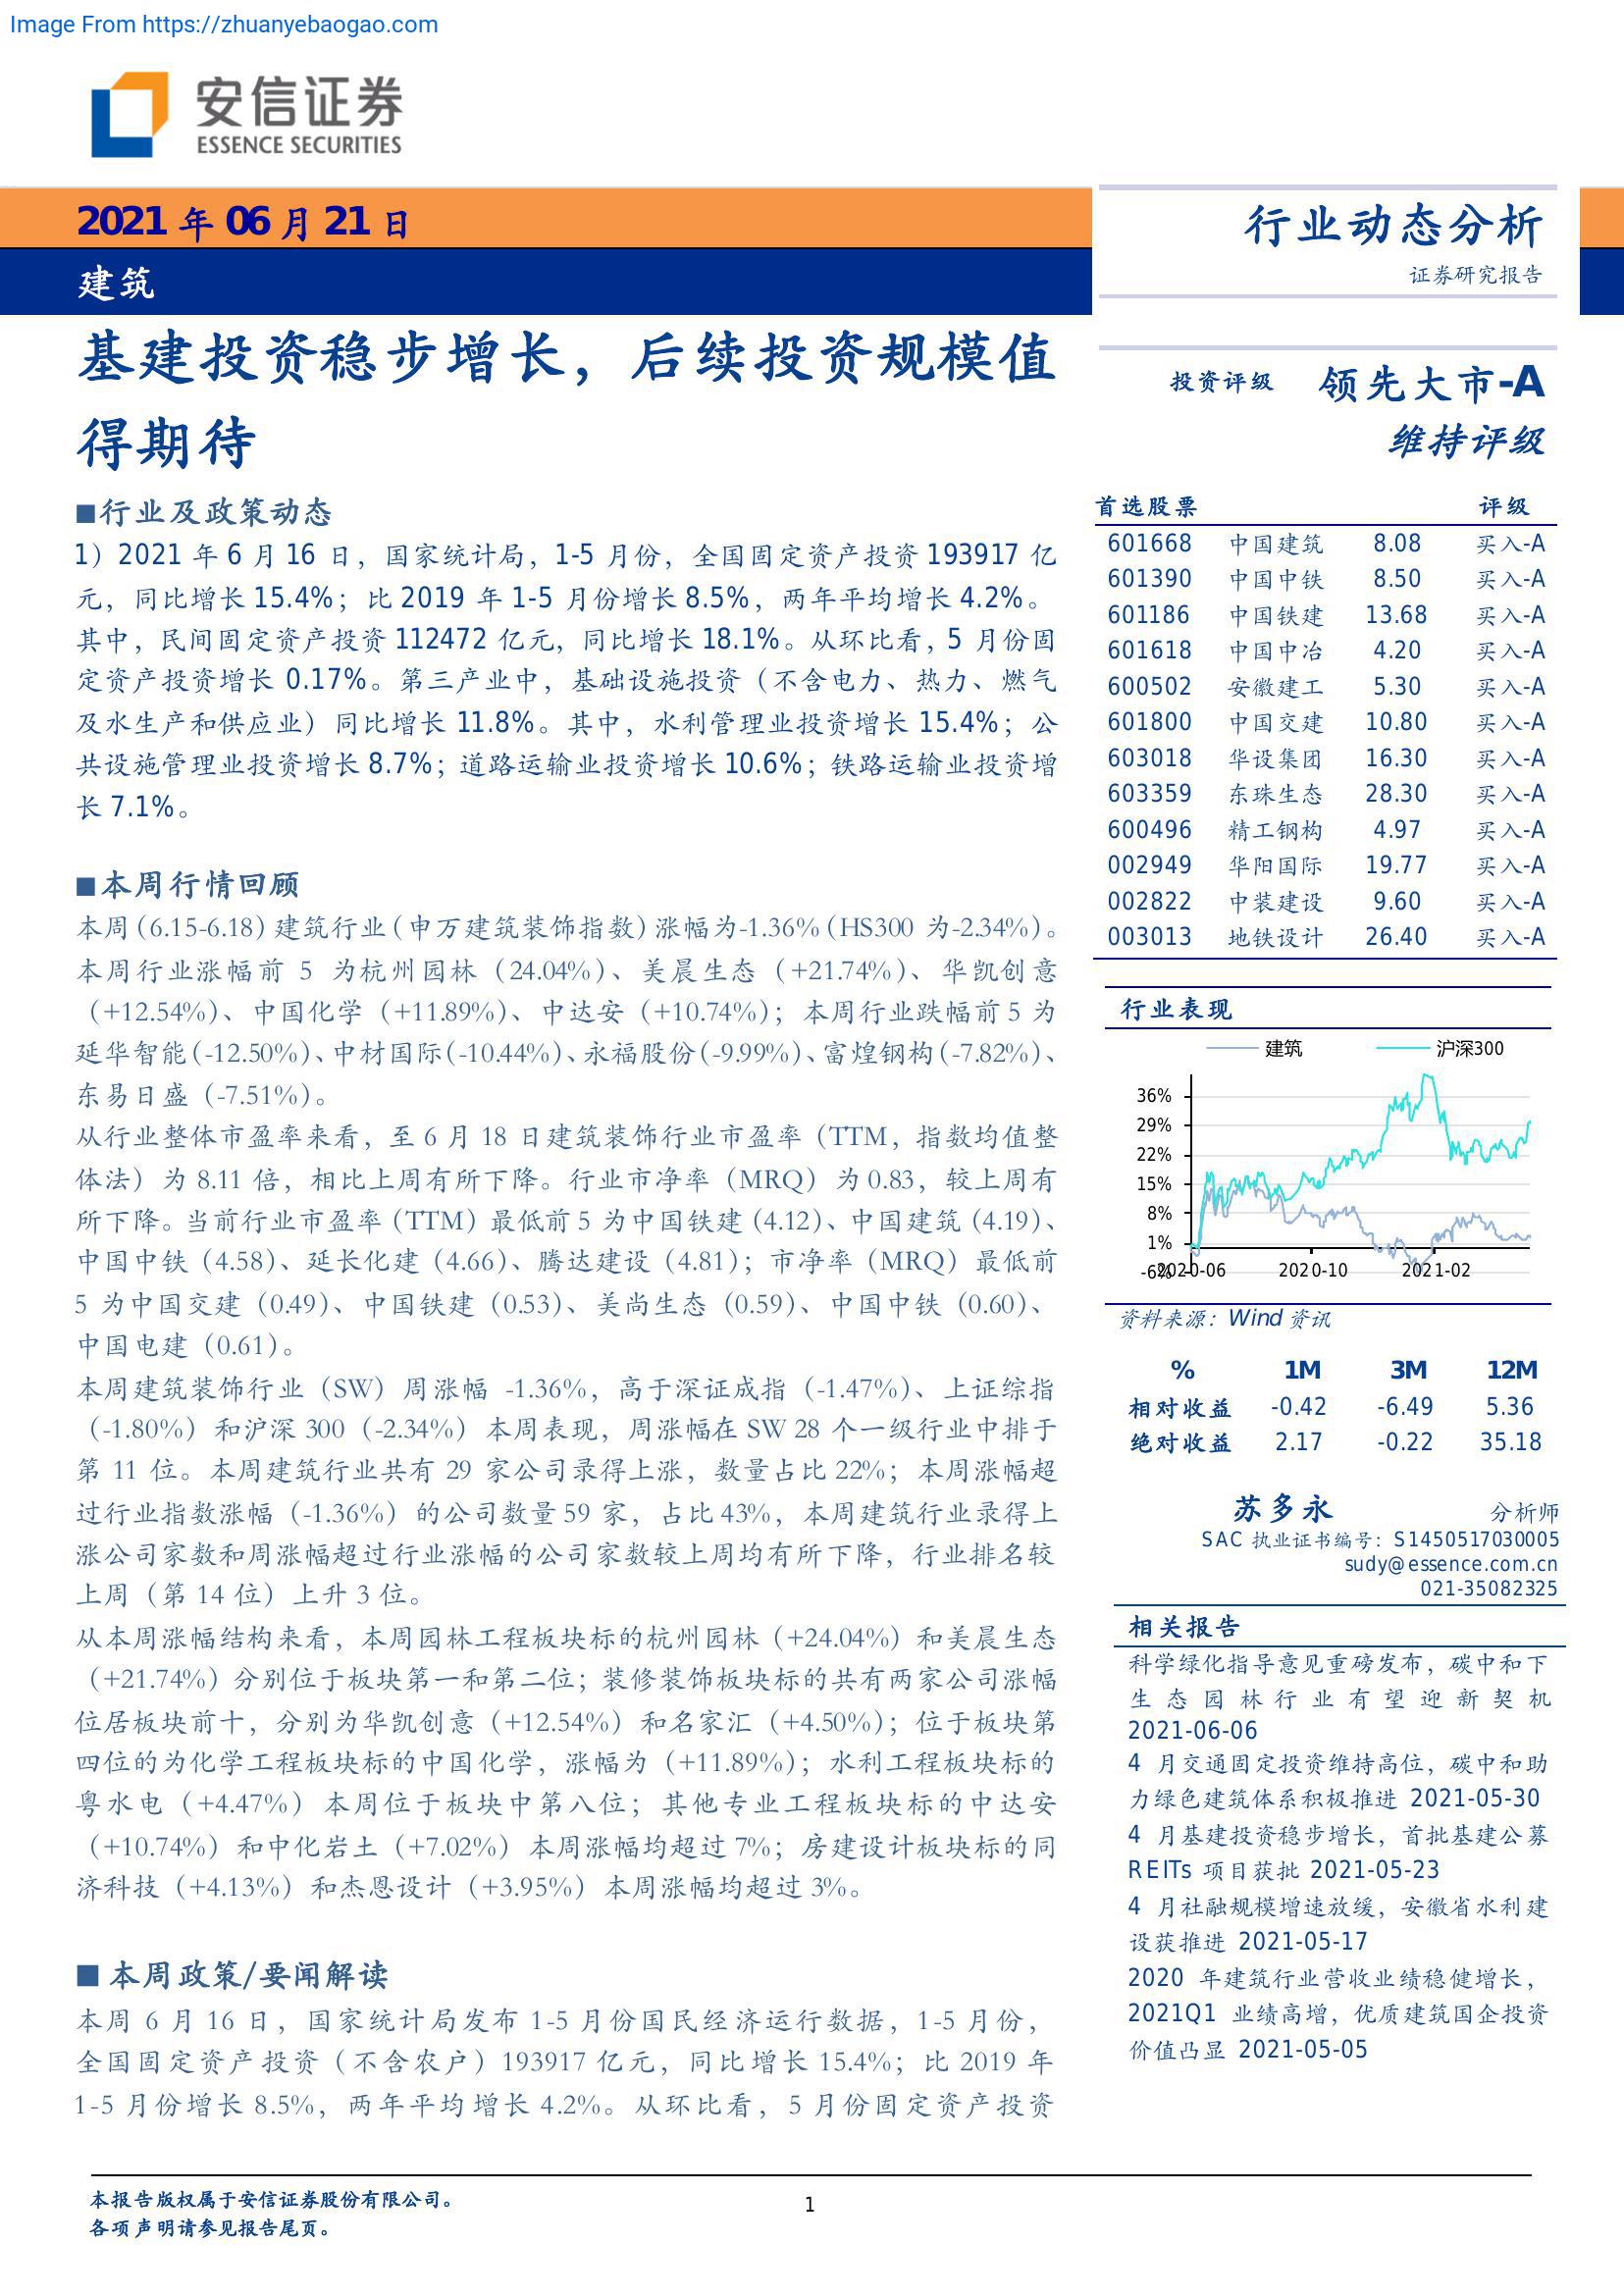 Image From https://zhuanyebaogao.com
安信证券
ESSENCE SECURITIES
2021 年 06 月 21 日
建筑
行业动态分析
证券研究报告
基建投资稳步增长，后续投资规模值
得期待
■行业及政策动态
1）2021 年 6 月 16 日，国家统计局，1-5 月份，全国固定资产投资 193917 亿
元，同比增长 15.4%；比 2019 年 1-5 月份增长 8.5%，两年平均增长 4.2%。
其中，民间固定资产投资 112472 亿元，同比增长 18.1%。从环比看，5 月份固
定资产投资增长 0.17%。第三产业中，基础设施投资（不含电力、热力、燃气
及水生产和供应业）同比增长 11.8%。其中，水利管理业投资增长 15.4%；公
共设施管理业投资增长 8.7%；道路运输业投资增长 10.6%；铁路运输业投资增
长 7.1%。
■本周行情回顾
本周（6.15-6.18）建筑行业（申万建筑装饰指数）涨幅为-1.36%（HS300 为-2.34%）。
本周行业涨幅前 5 为杭州园林（24.04%）、美晨生态（+21.74%）、华凯创意
（+12.54%）、中国化学（+11.89%）、中达安（+10.74%）；本周行业跌幅前 5 为
延华智能（-12.50%）、中材国际（-10.44%）、永福股份（-9.99%）、富煌钢构（-7.82%）、
东易日盛（-7.51%）。
从行业整体市盈率来看，至 6 月 18 日建筑装饰行业市盈率（TTM，指数均值整
体法）为 8.11 倍，相比上周有所下降。行业市净率（MRQ）为 0.83，较上周有
所下降。当前行业市盈率（TTM）最低前 5 为中国铁建（4.12）、中国建筑（4.19）、
中国中铁（4.58）、延长化建（4.66）、腾达建设（4.81）；市净率（MRQ）最低前
5 为中国交建（0.49）、中国铁建（0.53）、美尚生态（0.59）、中国中铁（0.60）、
中国电建（0.61）。
本周建筑装饰行业（SW）周涨幅 -1.36%，高于深证成指（-1.47%）、上证综指
（-1.80%）和沪深 300（-2.34%）本周表现，周涨幅在 SW 28 个一级行业中排于
第 11 位。本周建筑行业共有 29 家公司录得上涨，数量占比 22%；本周涨幅超
过行业指数涨幅（-1.36%）的公司数量 59 家，占比 43%，本周建筑行业录得上
涨公司家数和周涨幅超过行业涨幅的公司家数较上周均有所下降，行业排名较
上周（第 14 位）上升 3 位。
从本周涨幅结构来看，本周园林工程板块标的杭州园林（+24.04%）和美晨生态
（+21.74%）分别位于板块第一和第二位；装修装饰板块标的共有两家公司涨幅
位居板块前十，分别为华凯创意（+12.54%）和名家汇（+4.50%）；位于板块第
四位的为化学工程板块标的中国化学，涨幅为（+11.89%）；水利工程板块标的
粤水电（+4.47%）本周位于板块中第八位；其他专业工程板块标的中达安
（+10.74%）和中化岩土（+7.02%）本周涨幅均超过 7%；房建设计板块标的同
济科技（+4.13%）和杰恩设计（+3.95%）本周涨幅均超过 3%。
■ 本周政策/要闻解读
本周 6 月 16 日，国家统计局发布 1-5 月份国民经济运行数据，1-5 月份，
全国固定资产投资（不含农户）193917 亿元，同比增长 15.4%；比 2019 年
1-5 月份增长 8.5%，两年平均增长 4.2%。从环比看，5 月份固定资产投资
投资评级 领先大市-A
维持评级
首选股票 评级
601668 中国建筑 8.08 买入-A
601390 中国中铁 8.50 买入-A
601186 中国铁建 13.68 买入-A
601618 中国中冶 4.20 买入-A
600502 安徽建工 5.30 买入-A
601800 中国交建 10.80 买入-A
603018 华设集团 16.30 买入-A
603359 东珠生态 28.30 买入-A
600496 精工钢构 4.97 买入-A
002949 华阳国际 19.77 买入-A
002822 中装建设 9.60 买入-A
003013 地铁设计 26.40 买入-A
行业表现
建筑 沪深300
36%
29%
22%
15%
8%
1%
-6%
2020-06 2020-10 2021-02
资料来源：Wind 资讯
% 1M 3M 12M
相对收益 -0.42 -6.49 5.36
绝对收益 2.17 -0.22 35.18
苏多永 分析师
SAC 执业证书编号：S1450517030005
sudy@essence.com.cn
021-35082325
相关报告
科学绿化指导意见重磅发布，碳中和下
生态园林行业有望迎新契机
2021-06-06
4 月交通固定投资维持高位，碳中和助
力绿色建筑体系积极推进 2021-05-30
4 月基建投资稳步增长，首批基建公募
REITs 项目获批 2021-05-23
4 月社融规模增速放缓，安徽省水利建
设获推进 2021-05-17
2020 年建筑行业营收业绩稳健增长，
2021Q1 业绩高增，优质建筑国企投资
价值凸显 2021-05-05
本报告版权属于安信证券股份有限公司。
各项声明请参见报告尾页。
1